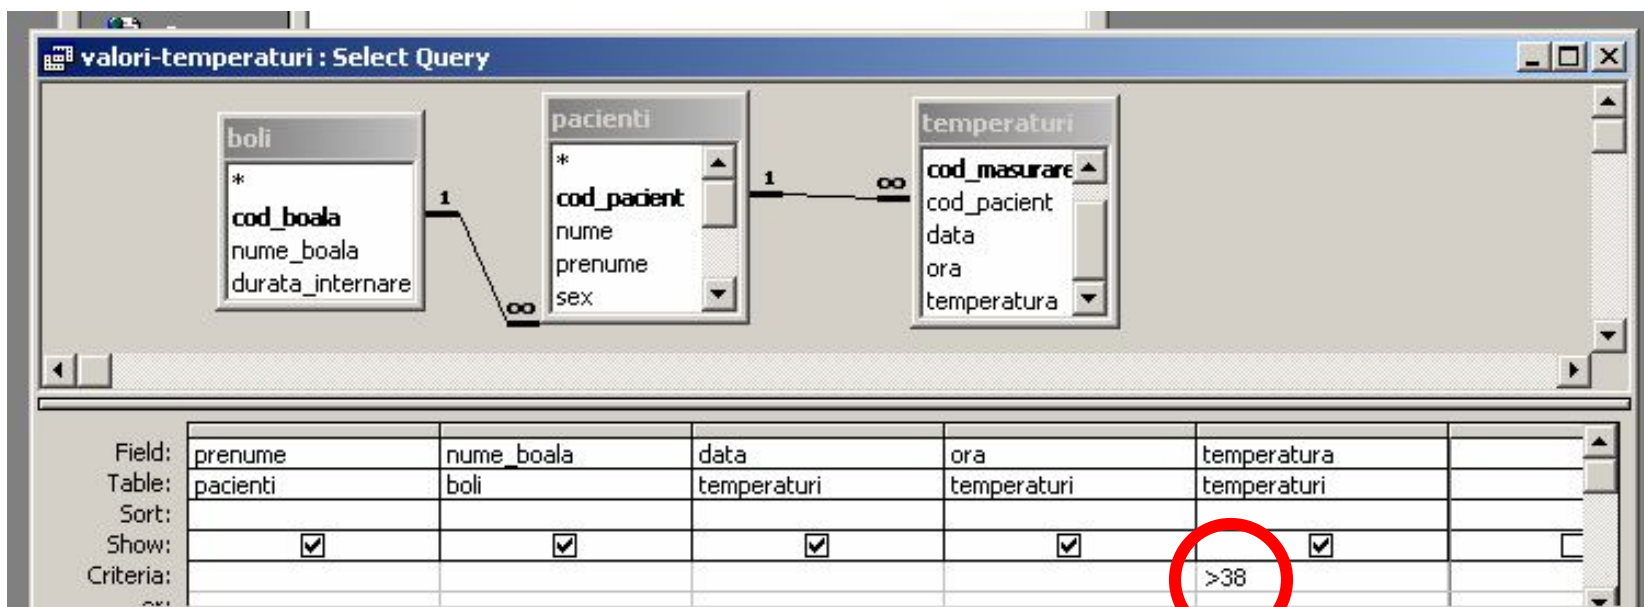 valori-temperaturi : Select Query
boli
*
cod_boala
nume_boala
durata_internare
1
∞
pacienti
*
cod_pacient
nume
prenume
sex
1
∞
temperaturi
cod_masurare
cod_pacient
data
ora
temperatura
Field: prenume nume_boala data ora temperatura
Table: pacienti boli temperaturi temperaturi temperaturi
Sort:
Show:
Criteria: >38
or: